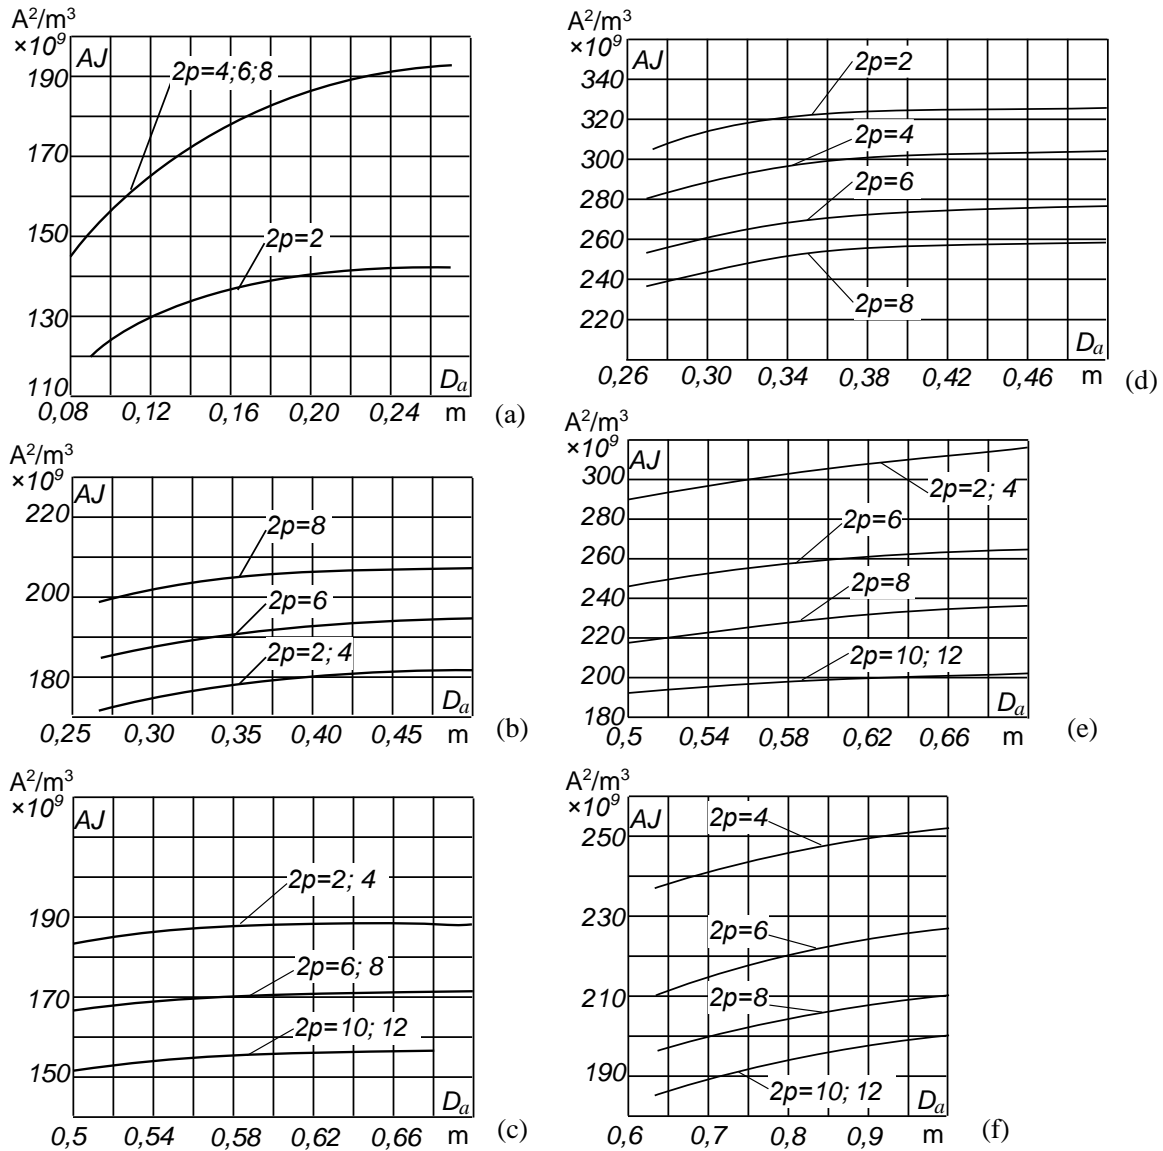 A²/m³
×10⁹
AJ
2p=4;6;8
190
170
150
2p=2
130
110
Dₐ
0,08 0,12 0,16 0,20 0,24 m
(a)
A²/m³
×10⁹
AJ
220
2p=8
200
2p=6
2p=2; 4
180
Dₐ
0,25 0,30 0,35 0,40 0,45 m
(b)
A²/m³
×10⁹
AJ
2p=2; 4
190
2p=6; 8
170
2p=10; 12
150
Dₐ
0,5 0,54 0,58 0,62 0,66 m
(c)
A²/m³
×10⁹
AJ
2p=2
340
320
2p=4
300
2p=6
280
260
240
2p=8
220
Dₐ
0,26 0,30 0,34 0,38 0,42 0,46 m
(d)
A²/m³
×10⁹
AJ
300
2p=2; 4
280
2p=6
260
2p=8
240
220
2p=10; 12
200
180
Dₐ
0,5 0,54 0,58 0,62 0,66 m
(e)
A²/m³
×10⁹
AJ
2p=4
250
230
2p=6
210
2p=8
190
2p=10; 12
Dₐ
0,6 0,7 0,8 0,9 m
(f)